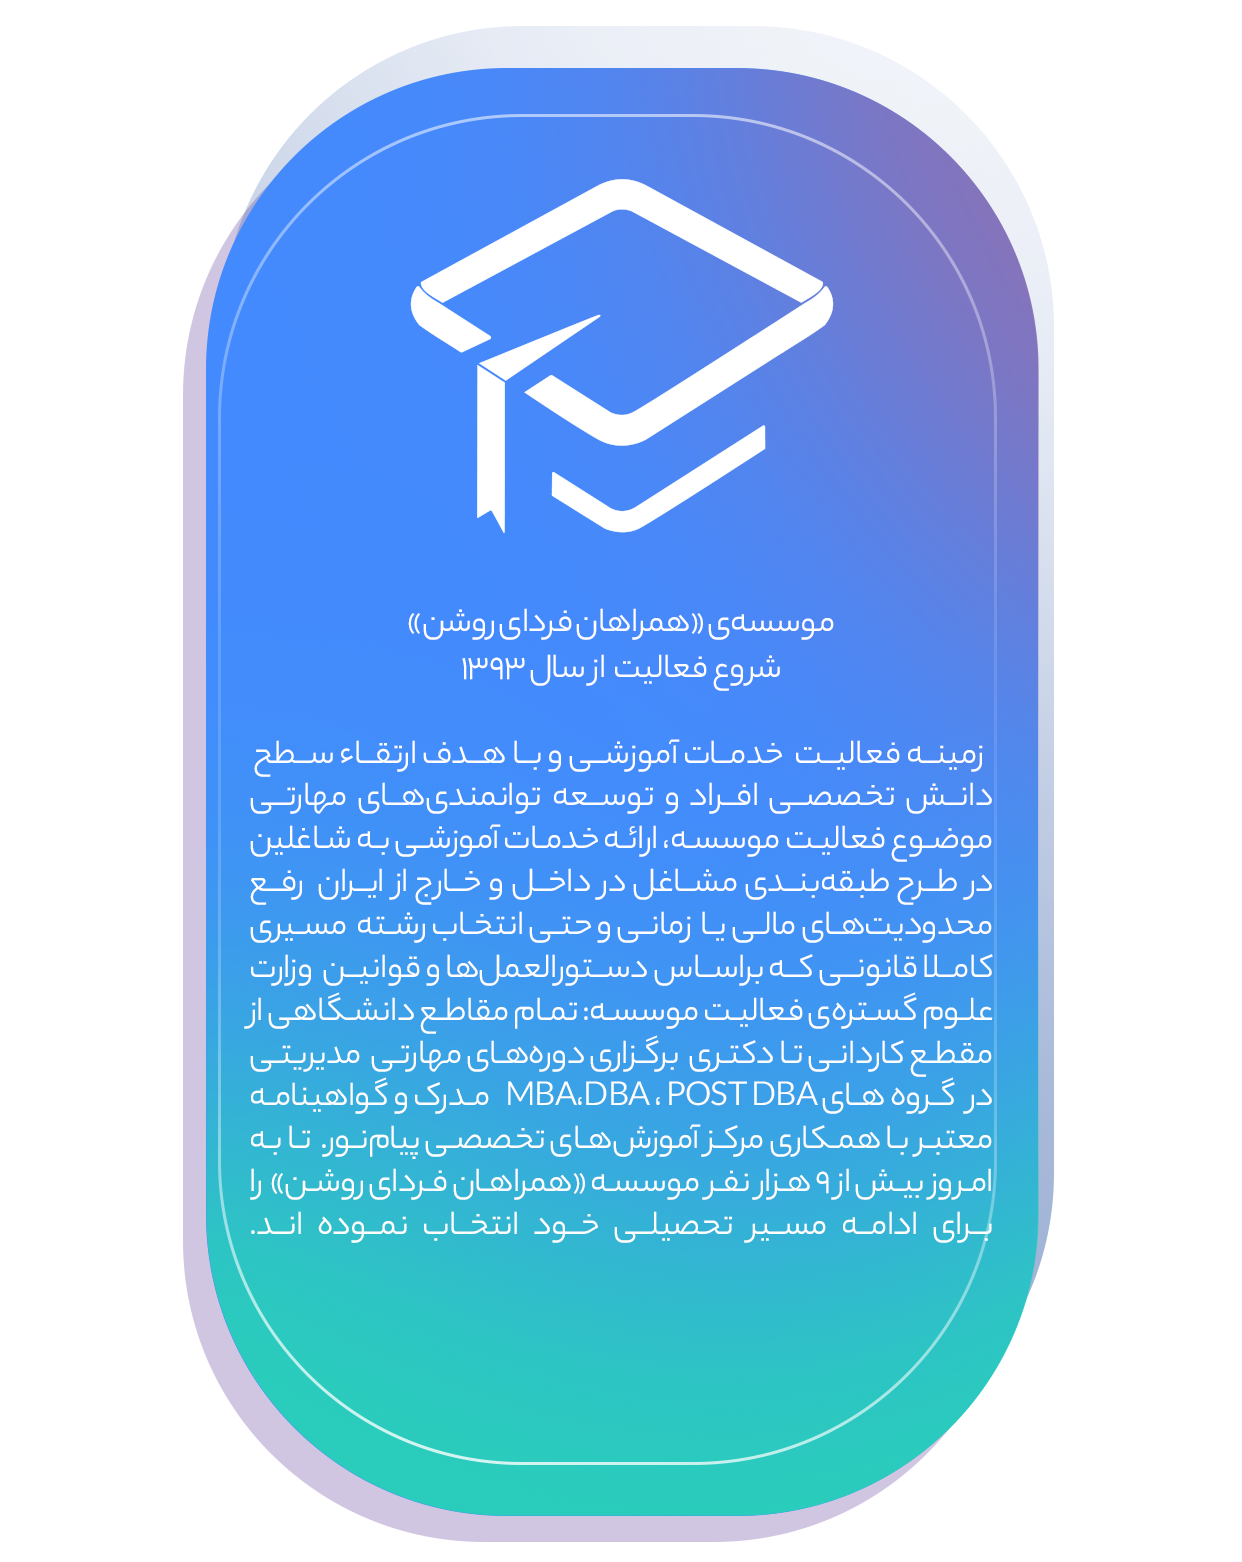 موسسه‌ی «همراهان فردای روشن»
شروع فعالیت از سال ۱۳۹۳
زمینه فعالیت خدمات آموزشی و با هدف ارتقاء سطح
دانش تخصصی افراد و توسعه توانمندی‌های مهارتی
موضوع فعالیت موسسه، ارائه خدمات آموزشی به شاغلین
در طرح طبقه‌بندی مشاغل در داخل و خارج از ایران رفع
محدودیت‌های مالی یا زمانی و حتی انتخاب رشته مسیری
کاملا قانونی که براساس دستورالعمل‌ها و قوانین وزارت
علوم گستره‌ی فعالیت موسسه: تمام مقاطع دانشگاهی از
مقطع کاردانی تا دکتری برگزاری دوره‌های مهارتی مدیریتی
در گروه های MBA،DBA ، POST DBA مدرک و گواهینامه
معتبر با همکاری مرکز آموزش‌های تخصصی پیام‌نور. تا به
امروز بیش از ۹ هزار نفر موسسه «همراهان فردای روشن» را
برای ادامه مسیر تحصیلی خود انتخاب نموده اند.